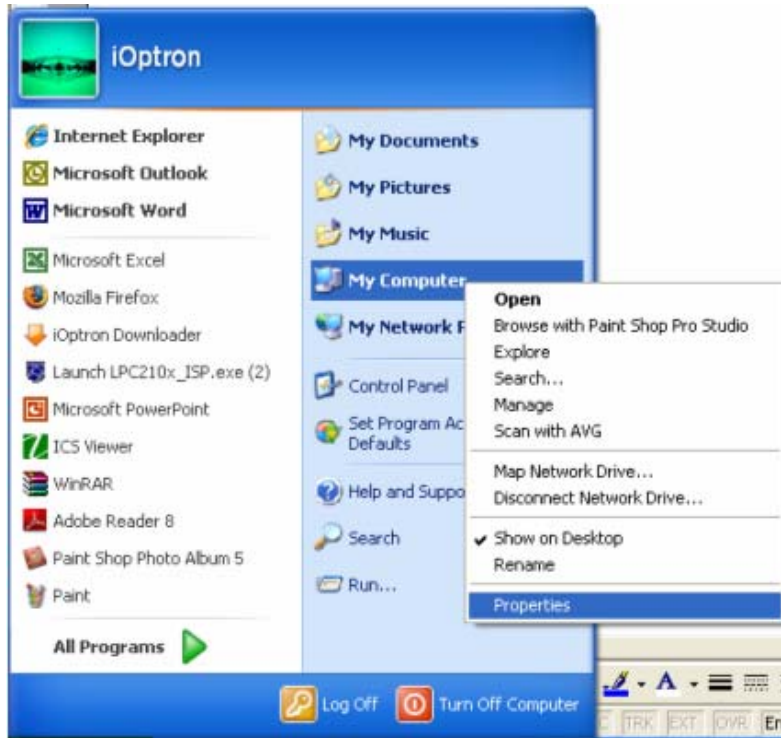 iOptron
Internet Explorer
Microsoft Outlook
Microsoft Word
Microsoft Excel
Mozilla Firefox
iOptron Downloader
Launch LPC210x_ISP.exe (2)
Microsoft PowerPoint
ICS Viewer
WinRAR
Adobe Reader 8
Paint Shop Photo Album 5
Paint
All Programs
My Documents
My Pictures
My Music
My Computer
My Network P
Control Panel
Set Program Ac
Defaults
Help and Suppo
Search
Run...
Open
Browse with Paint Shop Pro Studio
Explore
Search...
Manage
Scan with AVG
Map Network Drive...
Disconnect Network Drive...
Show on Desktop
Rename
Properties
Log Off
Turn Off Computer
TRK EXT OVR En